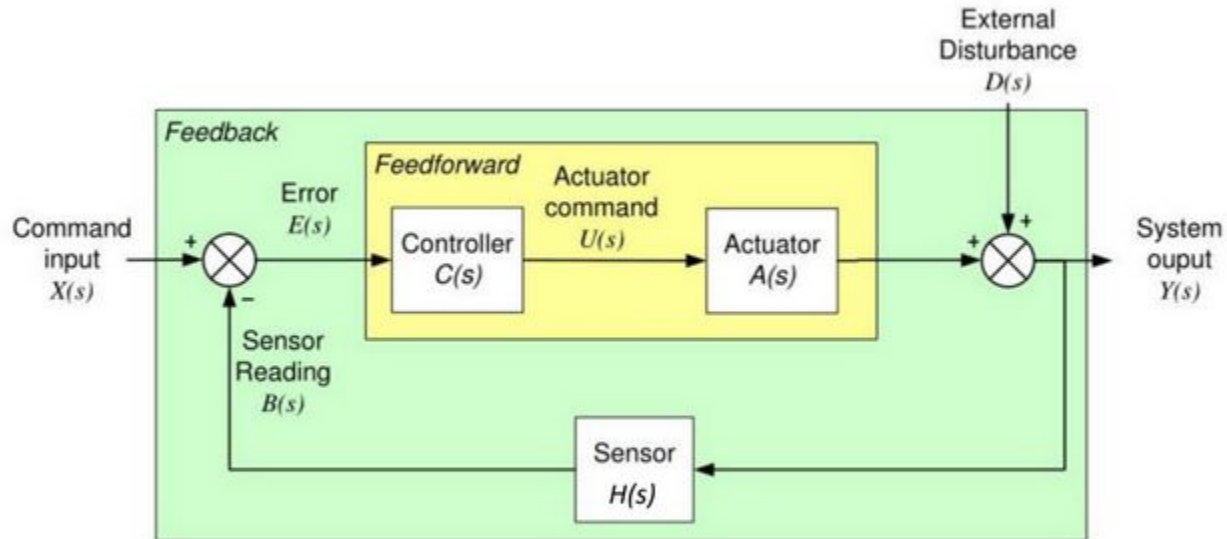 External
Disturbance
D(s)
Feedback
Feedforward
Error
E(s)
Actuator
command
U(s)
Command
input
X(s)
+
−
Controller
C(s)
Actuator
A(s)
+
+
System
ouput
Y(s)
Sensor
Reading
B(s)
Sensor
H(s)